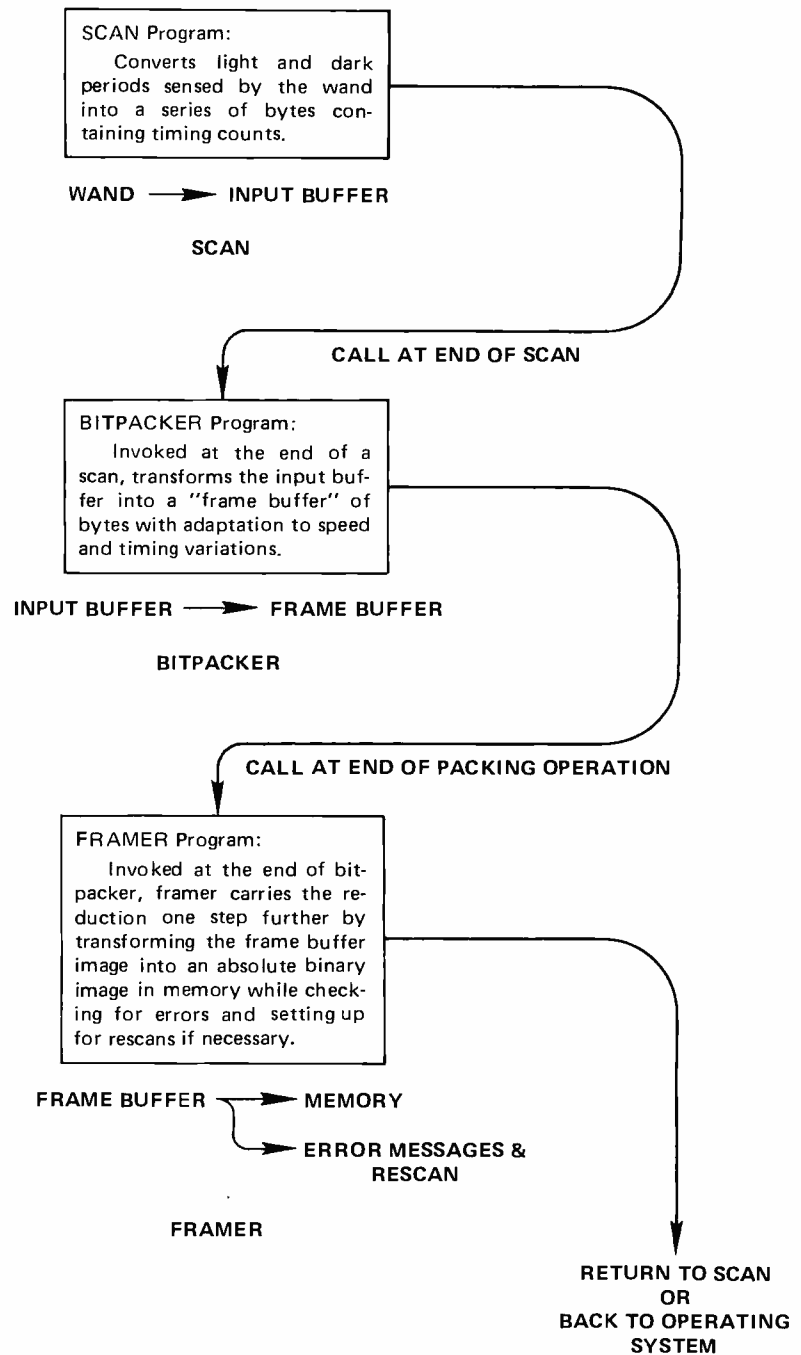 SCAN Program:
Converts light and dark
periods sensed by the wand
into a series of bytes con-
taining timing counts.
WAND INPUT BUFFER
SCAN
CALL AT END OF SCAN
BITPACKER Program:
Invoked at the end of a
scan, transforms the input buf-
fer into a "frame buffer" of
bytes with adaptation to speed
and timing variations.
INPUT BUFFER FRAME BUFFER
BITPACKER
CALL AT END OF PACKING OPERATION
FRAMER Program:
Invoked at the end of bit-
packer, framer carries the re-
duction one step further by
transforming the frame buffer
image into an absolute binary
image in memory while check-
ing for errors and setting up
for rescans if necessary.
FRAME BUFFER MEMORY
ERROR MESSAGES &
RESCAN
FRAMER
RETURN TO SCAN
OR
BACK TO OPERATING
SYSTEM